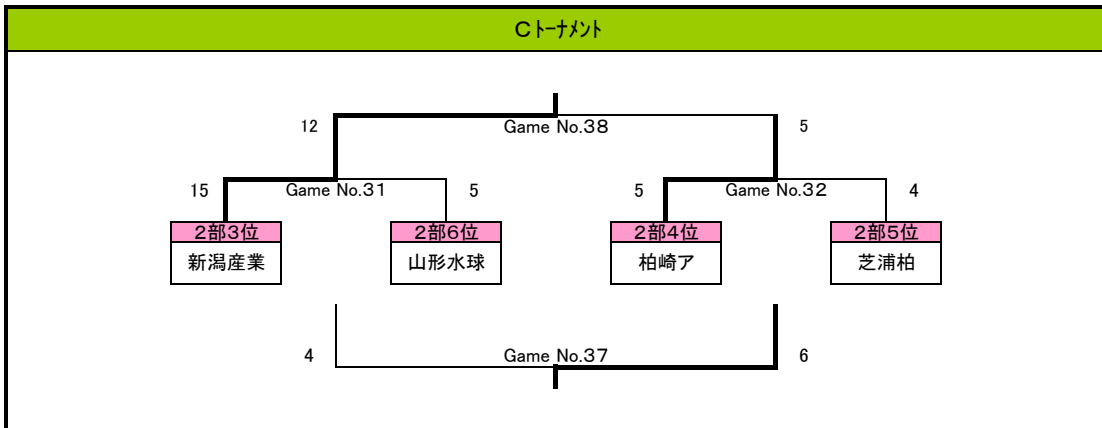 Cﾄｰﾅﾒﾝﾄ
12 Game No.38 5
15 Game No.31 5 5 Game No.32 4
2部3位 2部6位 2部4位 2部5位
新潟産業 山形水球 柏崎ア 芝浦柏
4 Game No.37 6